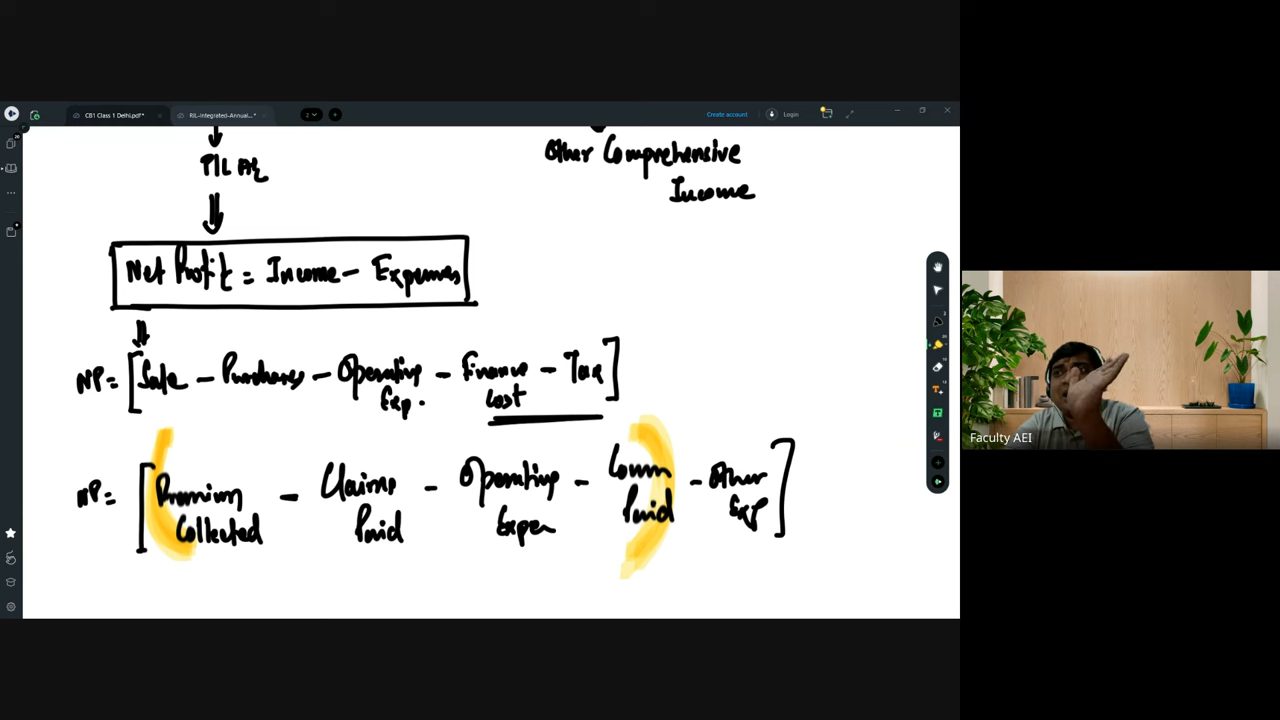 CB1 Class 1 Delhi.pdf*
RIL-Integrated-Annual...*
2
Create account
Login
P/L A/c
Other Comprehensive
Income
Net Profit = Income - Expenses
NP = [Sale - Purchases - Operating Exp. - Finance Cost - Tax]
NP = [Premium Collected - Claims Paid - Operating Expen - Comm Paid - Other Exp]
Faculty AEI